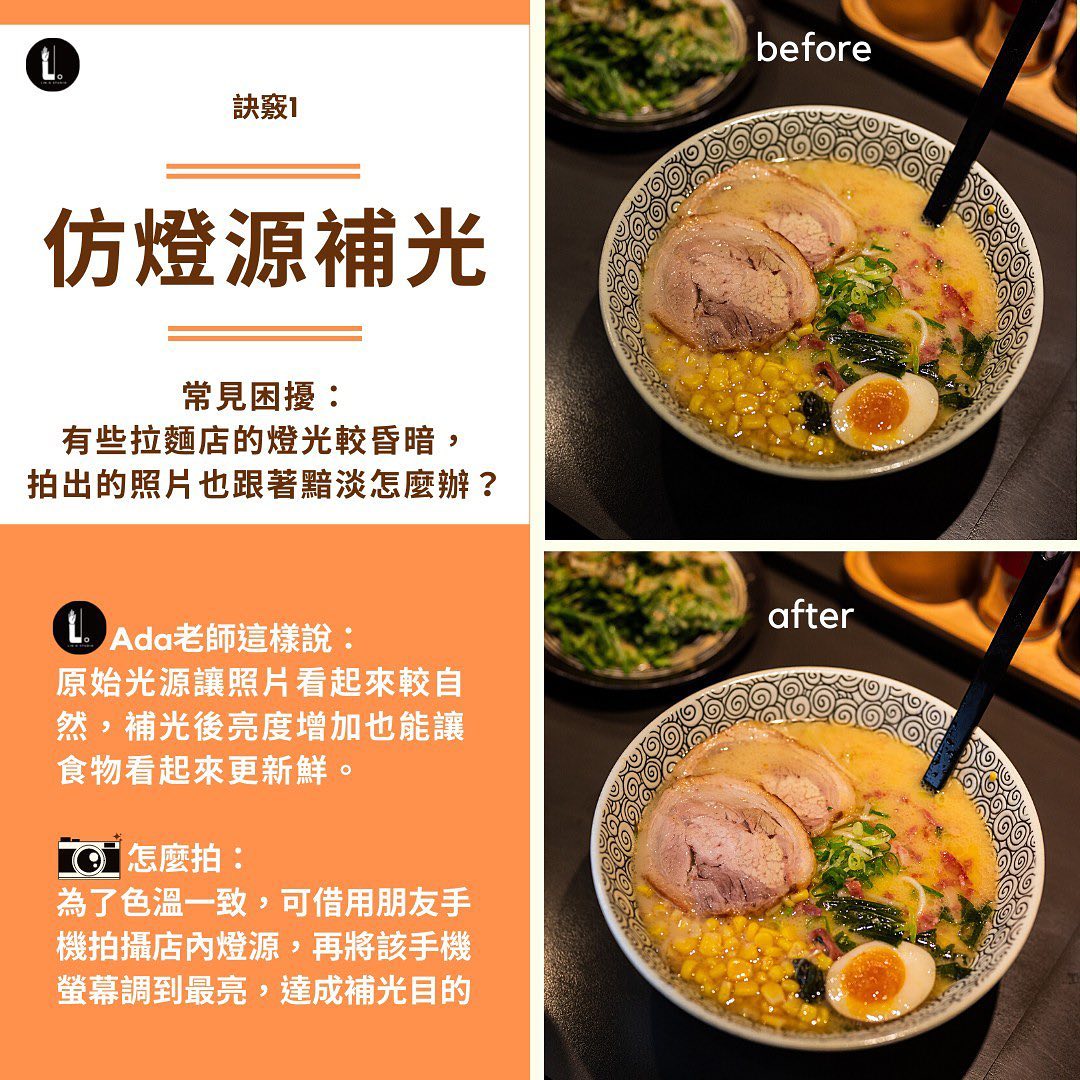 訣竅1
仿燈源補光
常見困擾：
有些拉麵店的燈光較昏暗，
拍出的照片也跟著黯淡怎麼辦？
Ada老師這樣說：
原始光源讓照片看起來較自
然，補光後亮度增加也能讓
食物看起來更新鮮。
怎麼拍：
為了色溫一致，可借用朋友手
機拍攝店內燈源，再將該手機
螢幕調到最亮，達成補光目的
before
after